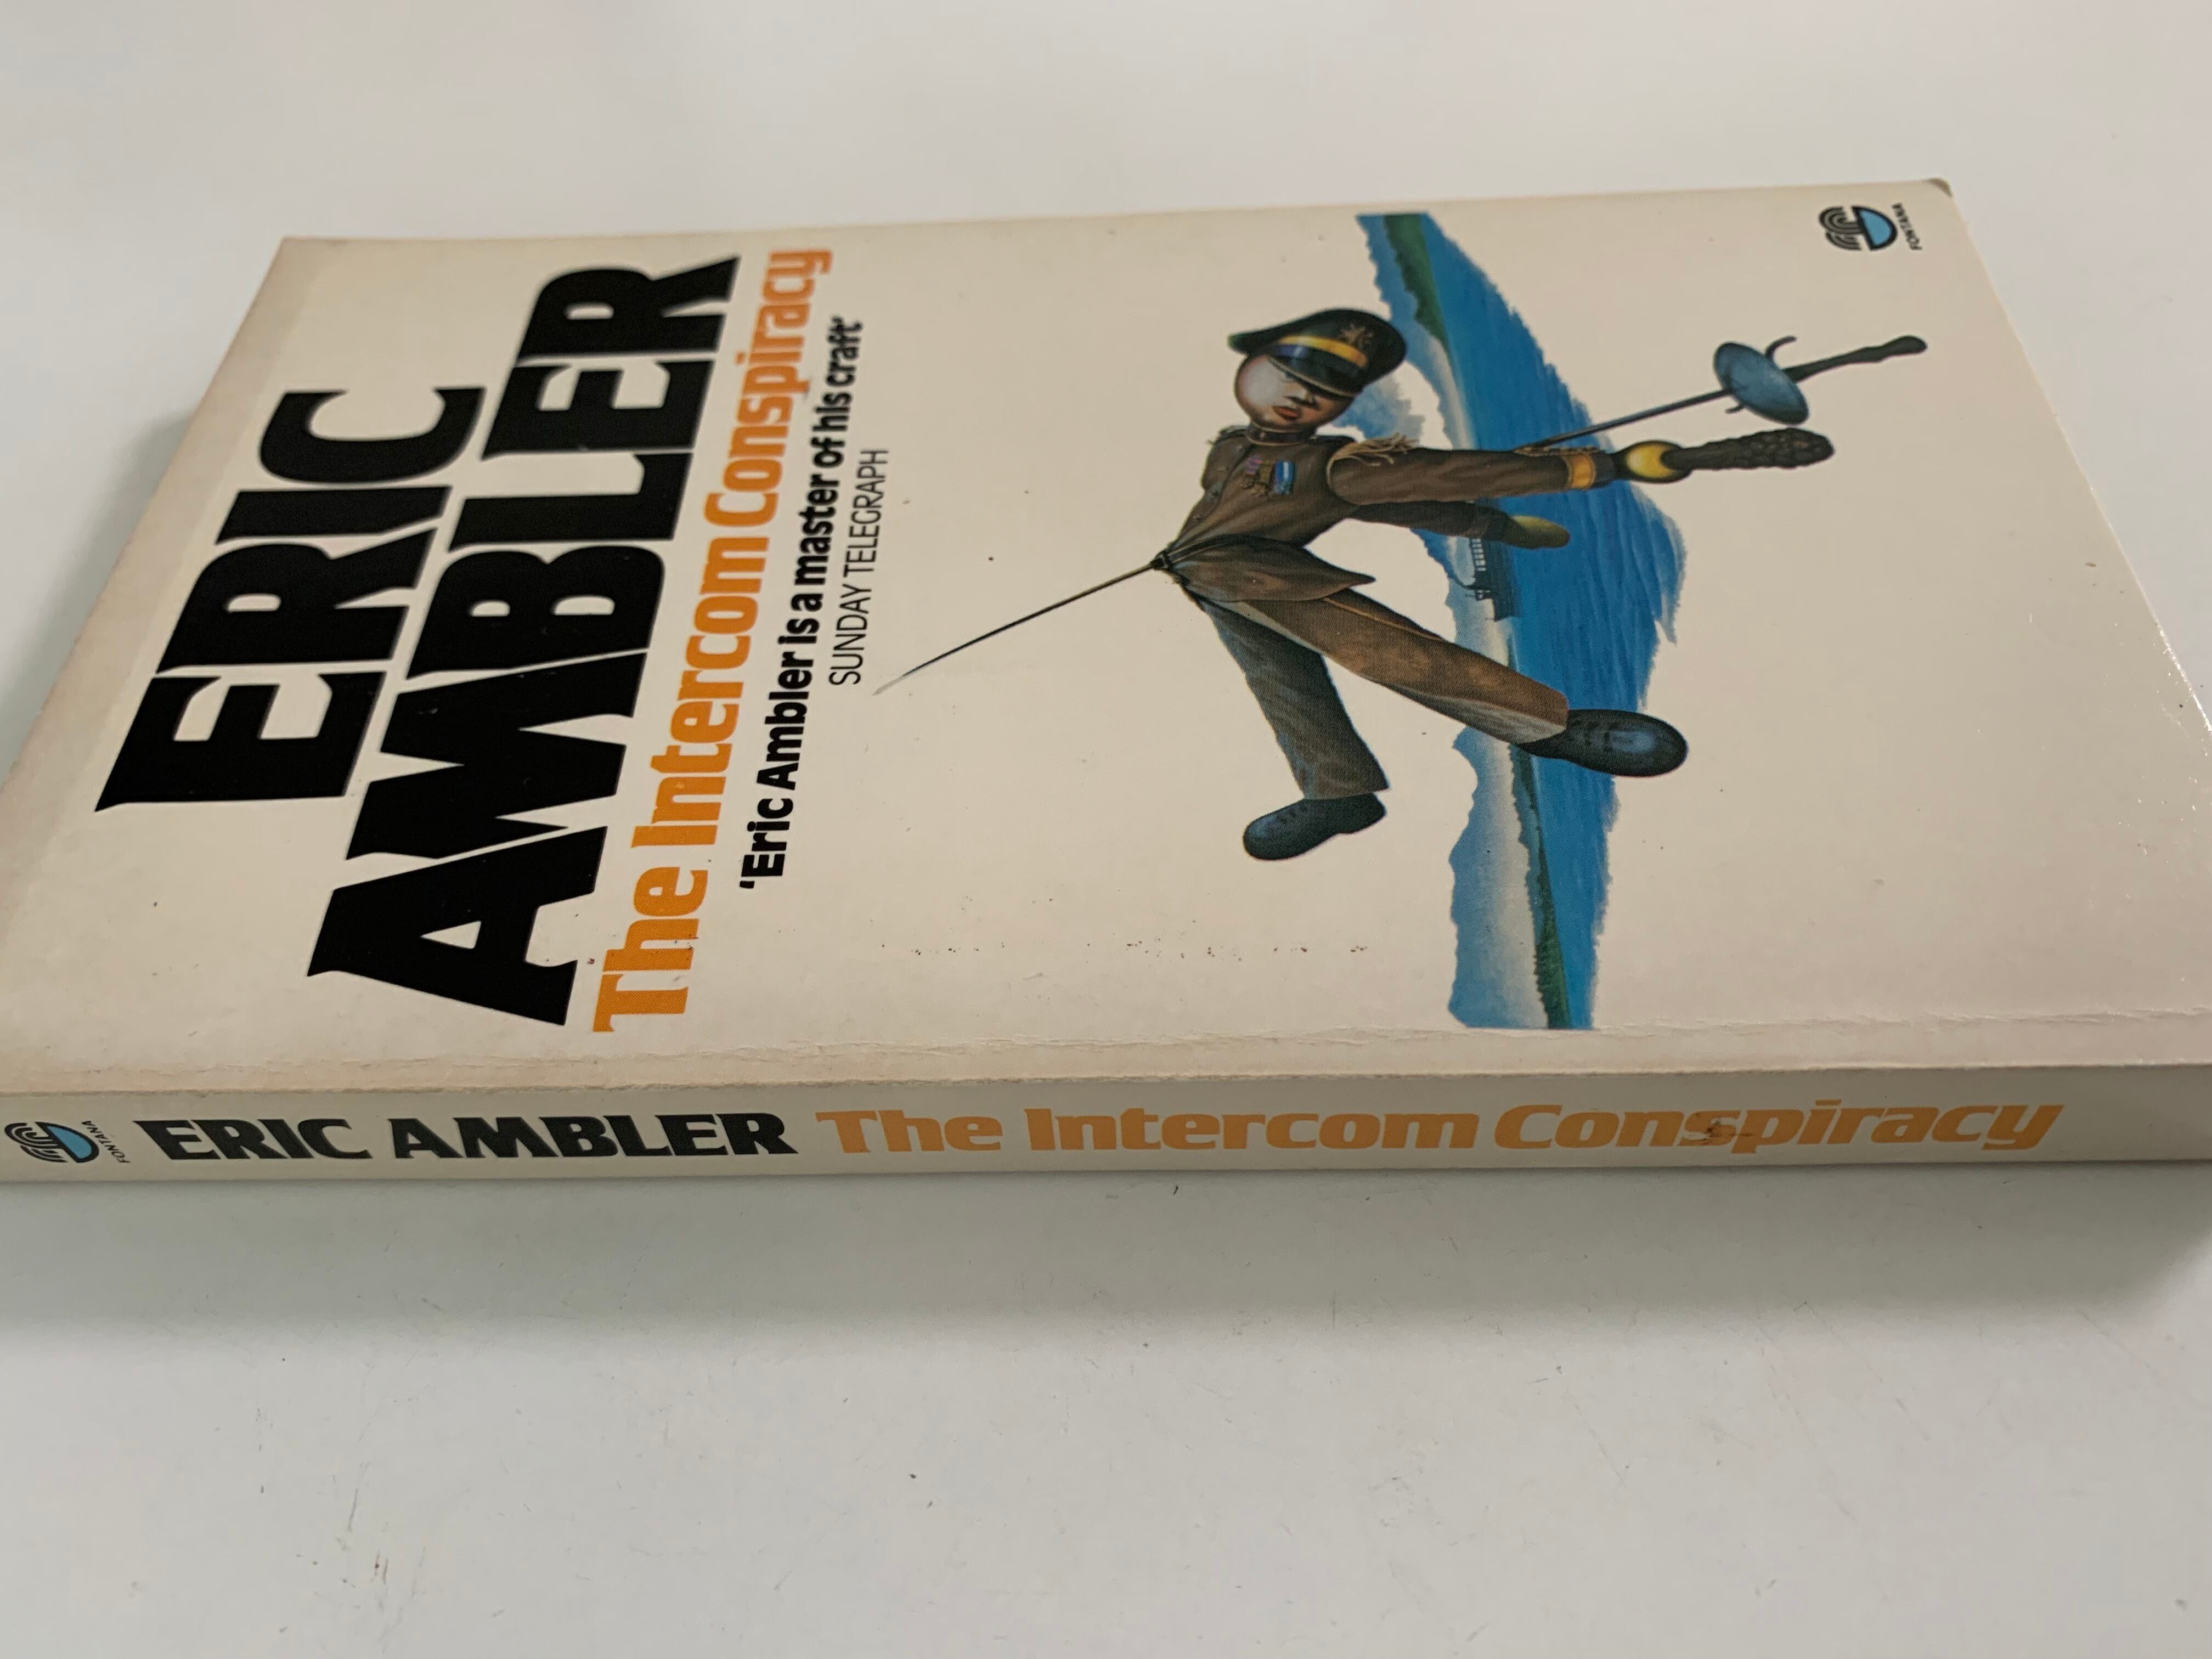 ERIC
AMBLER
The Intercom Conspiracy
'Eric Ambler is a master of his craft'
SUNDAY TELEGRAPH
FONTANA
FONTANA
ERIC AMBLER The Intercom Conspiracy